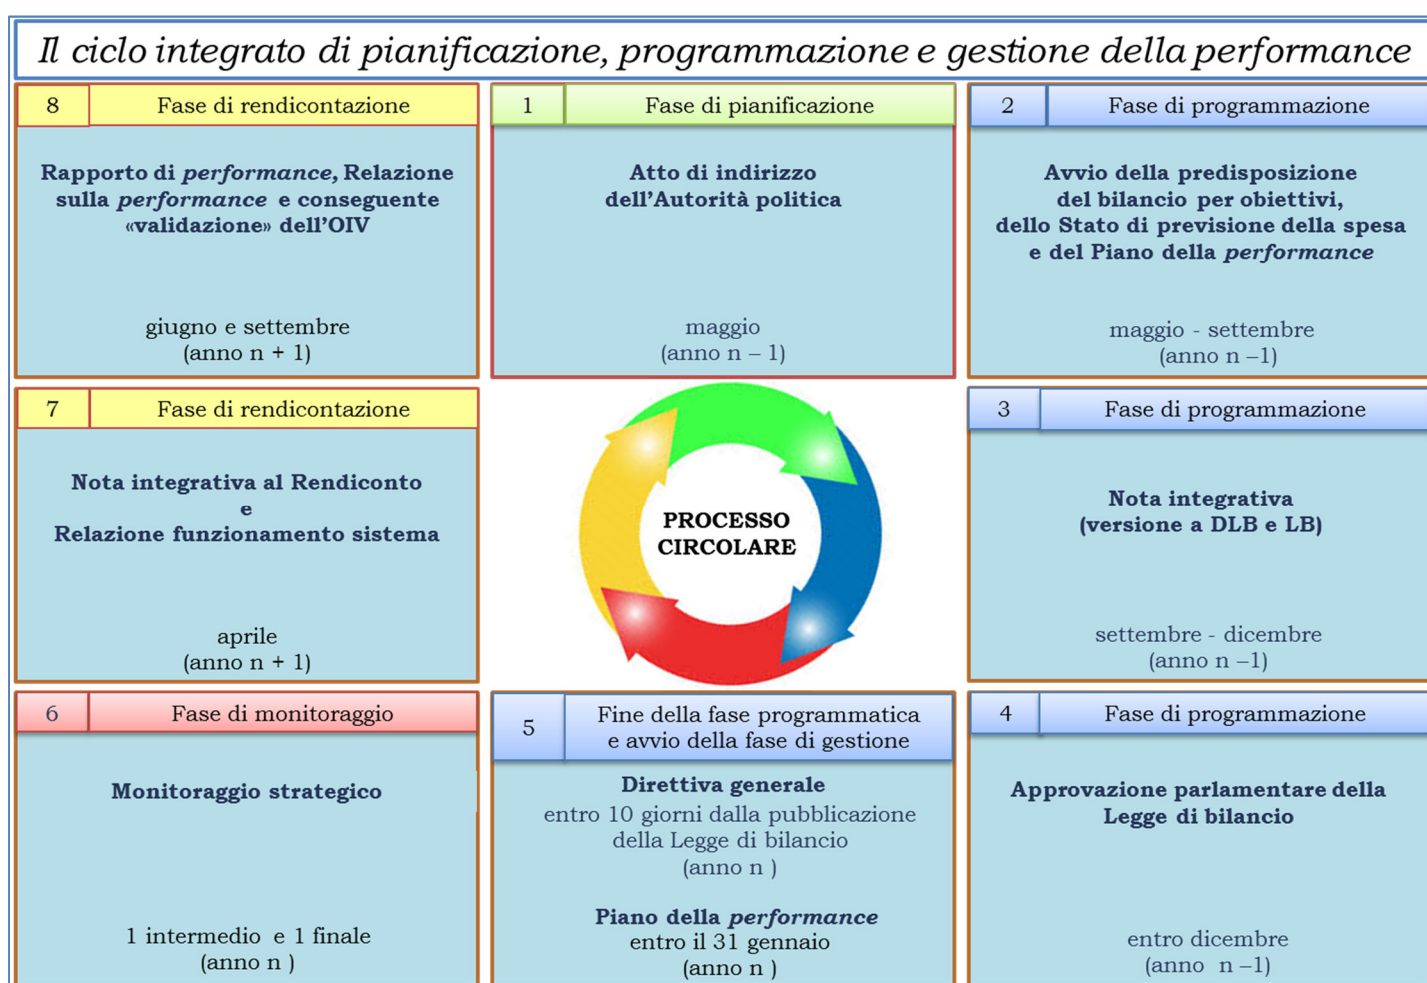 Il ciclo integrato di pianificazione, programmazione e gestione della performance
8 Fase di rendicontazione
Rapporto di performance, Relazione
sulla performance e conseguente
«validazione» dell'OIV
giugno e settembre
(anno n + 1)
1 Fase di pianificazione
Atto di indirizzo
dell'Autorità politica
maggio
(anno n – 1)
2 Fase di programmazione
Avvio della predisposizione
del bilancio per obiettivi,
dello Stato di previsione della spesa
e del Piano della performance
maggio - settembre
(anno n –1)
7 Fase di rendicontazione
Nota integrativa al Rendiconto
e
Relazione funzionamento sistema
aprile
(anno n + 1)
PROCESSO
CIRCOLARE
3 Fase di programmazione
Nota integrativa
(versione a DLB e LB)
settembre - dicembre
(anno n –1)
6 Fase di monitoraggio
Monitoraggio strategico
1 intermedio e 1 finale
(anno n )
5 Fine della fase programmatica
e avvio della fase di gestione
Direttiva generale
entro 10 giorni dalla pubblicazione
della Legge di bilancio
(anno n )
Piano della performance
entro il 31 gennaio
(anno n )
4 Fase di programmazione
Approvazione parlamentare della
Legge di bilancio
entro dicembre
(anno n –1)